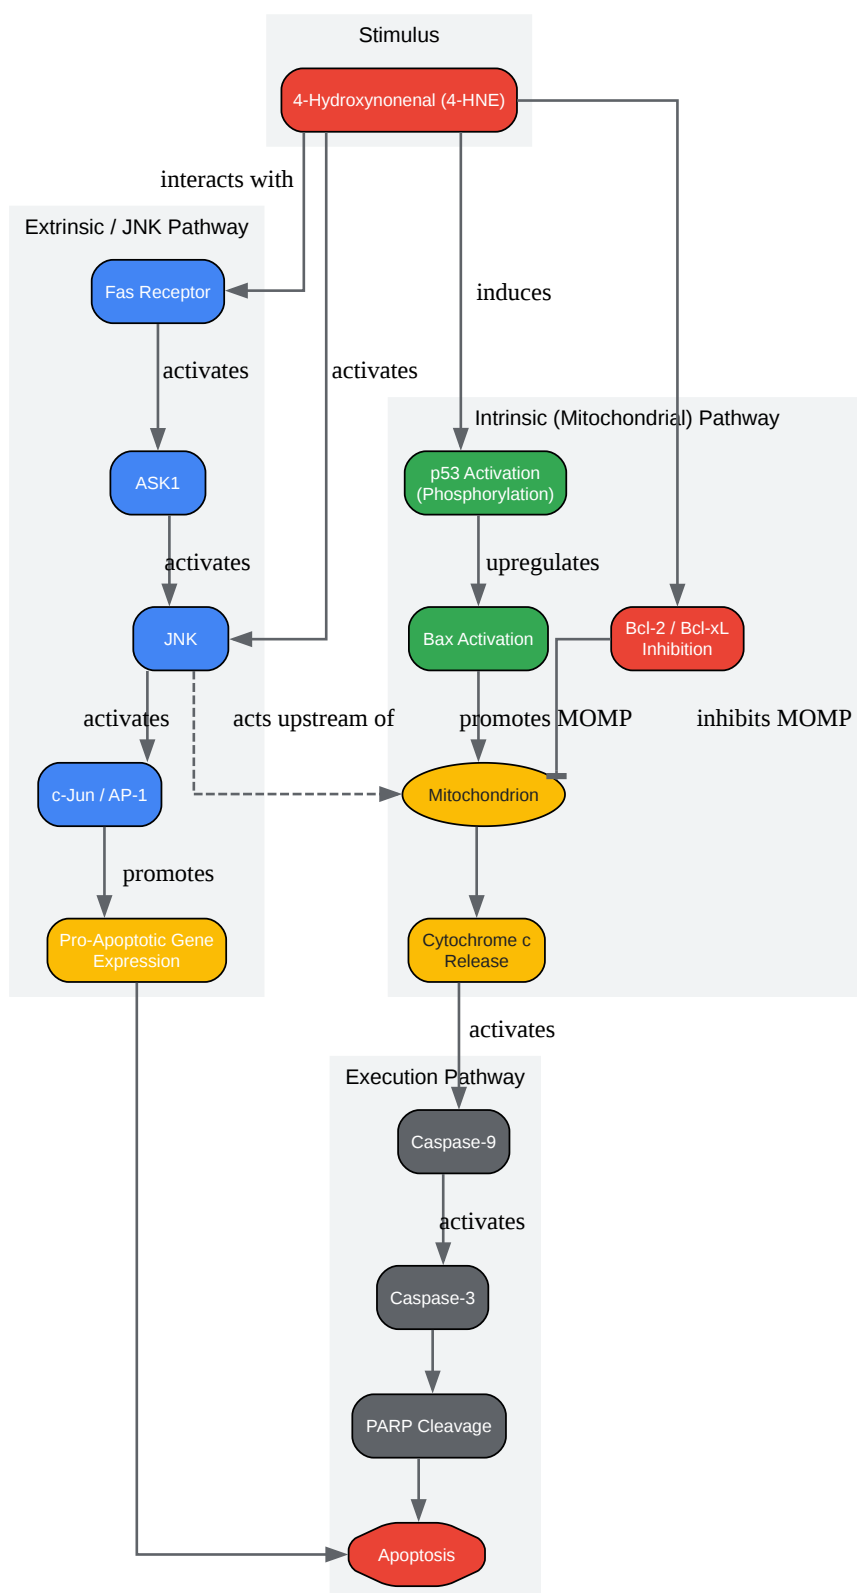 Stimulus
4-Hydroxynonenal (4-HNE)
interacts with
Extrinsic / JNK Pathway
Fas Receptor
induces
activates
activates
Intrinsic (Mitochondrial) Pathway
ASK1
p53 Activation
(Phosphorylation)
activates
upregulates
JNK
Bax Activation
Bcl-2 / Bcl-xL
Inhibition
activates
acts upstream of
promotes MOMP
inhibits MOMP
c-Jun / AP-1
Mitochondrion
promotes
Pro-Apoptotic Gene
Expression
Cytochrome c
Release
activates
Execution Pathway
Caspase-9
activates
Caspase-3
PARP Cleavage
Apoptosis